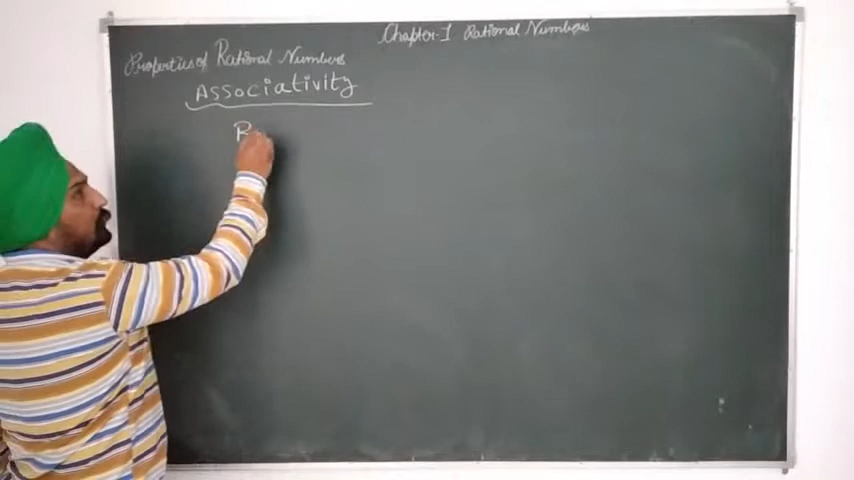 Chapter-1 Rational Numbers
Properties of Rational Numbers
Associativity